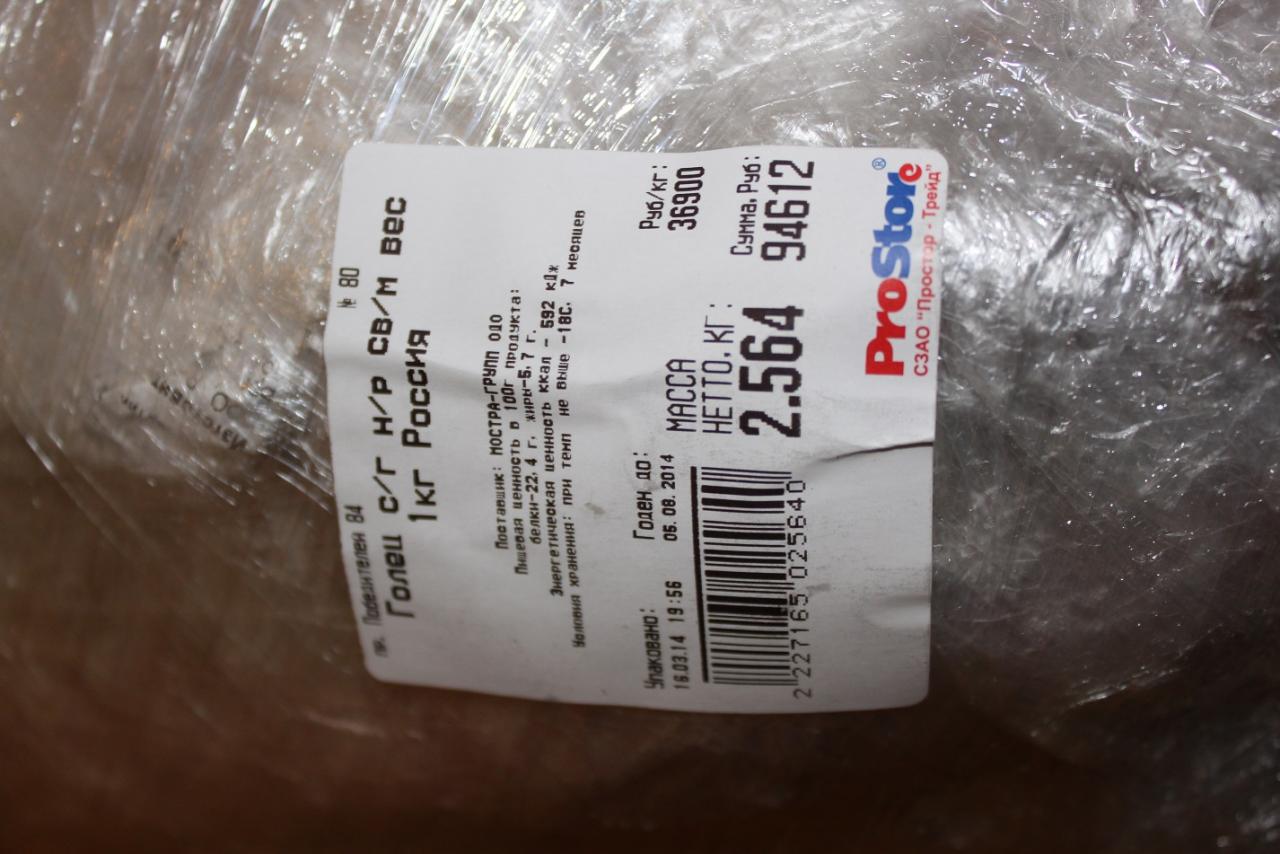 пр. Победителей 84 № 80
Голец с/г н/р св/м вес
1кг Россия
Поставщик: МОСТРА-ГРУПП ОДО
Пищевая ценность в 100г продукта:
белки-22,4 г, жиры-5,7 г.
Энергетическая ценность ккал - 592 кДж
Условия хранения: при темп не выше -18С. 7 месяцев
Упаковано: Годен до:
16.03.14 19:56 05.08.2014
МАССА
НЕТТО, КГ:
2.564
Руб/кг:
36900
Сумма, Руб:
94612
2 227165 025640
ProStore®
СЗАО "Простор - Трейд"